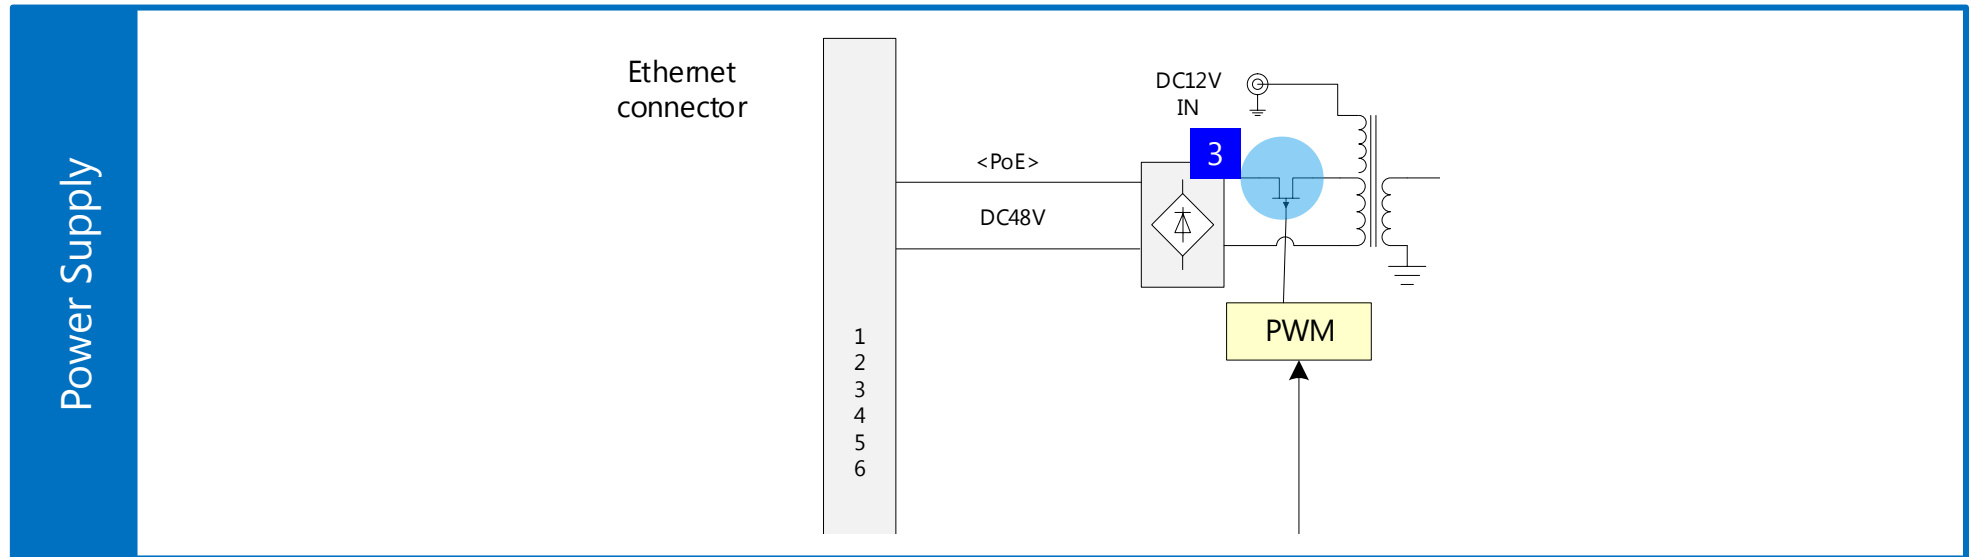 Power Supply
Ethernet
connector
DC12V
IN
3
<PoE>
DC48V
PWM
1
2
3
4
5
6